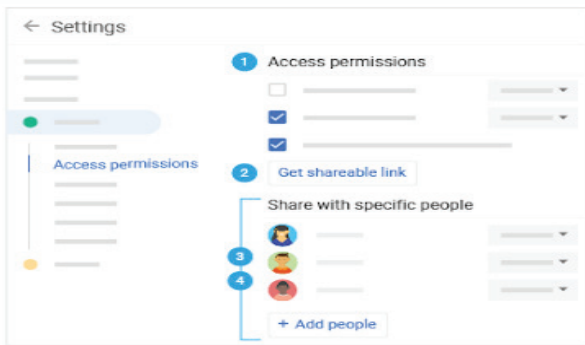 ← Settings
1 Access permissions
Access permissions
2 Get shareable link
Share with specific people
3
4
+ Add people